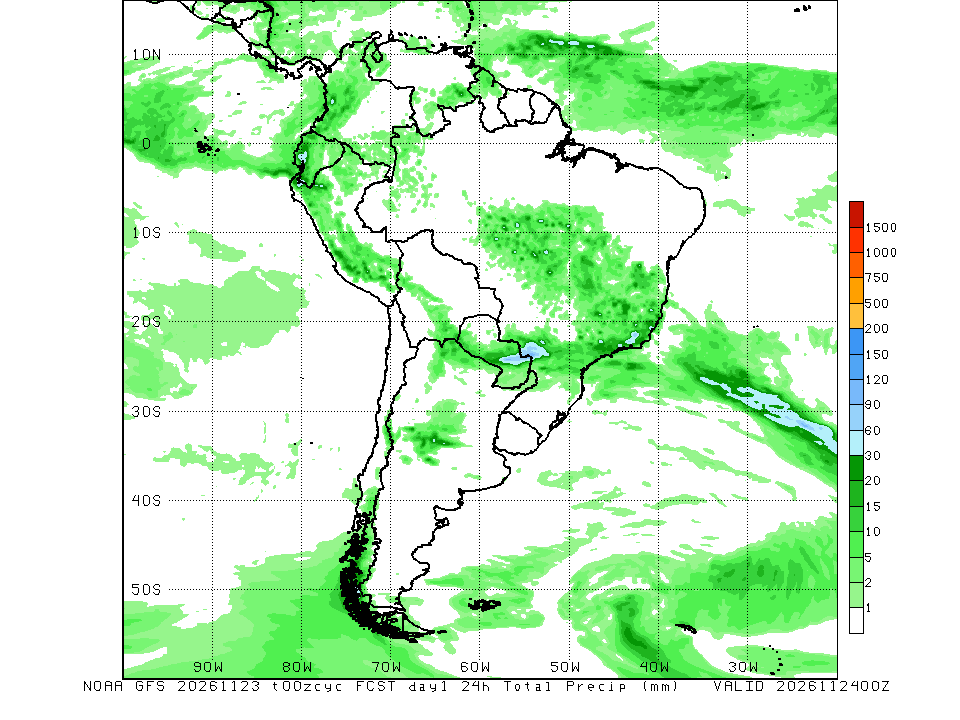 10N
0
10S
20S
30S
40S
50S
90W 80W 70W 60W 50W 40W 30W
1500
1000
750
500
200
150
120
90
60
30
20
15
10
5
2
1
NOAA GFS 20261123 t00zcyc FCST day1 24h Total Precip (mm) VALID 2026112400Z